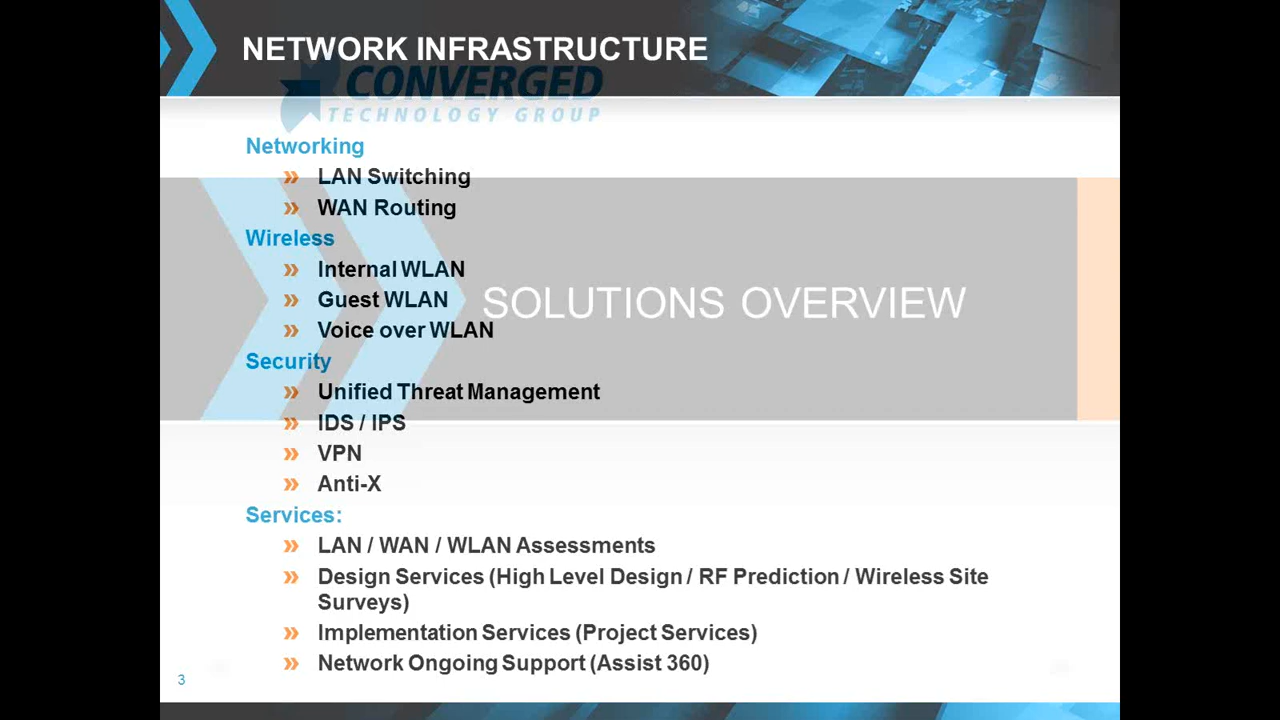 NETWORK INFRASTRUCTURE
CONVERGED
TECHNOLOGY GROUP
Networking
» LAN Switching
» WAN Routing
Wireless
» Internal WLAN
» Guest WLAN
» Voice over WLAN
SOLUTIONS OVERVIEW
Security
» Unified Threat Management
» IDS / IPS
» VPN
» Anti-X
Services:
» LAN / WAN / WLAN Assessments
» Design Services (High Level Design / RF Prediction / Wireless Site
Surveys)
» Implementation Services (Project Services)
» Network Ongoing Support (Assist 360)
3